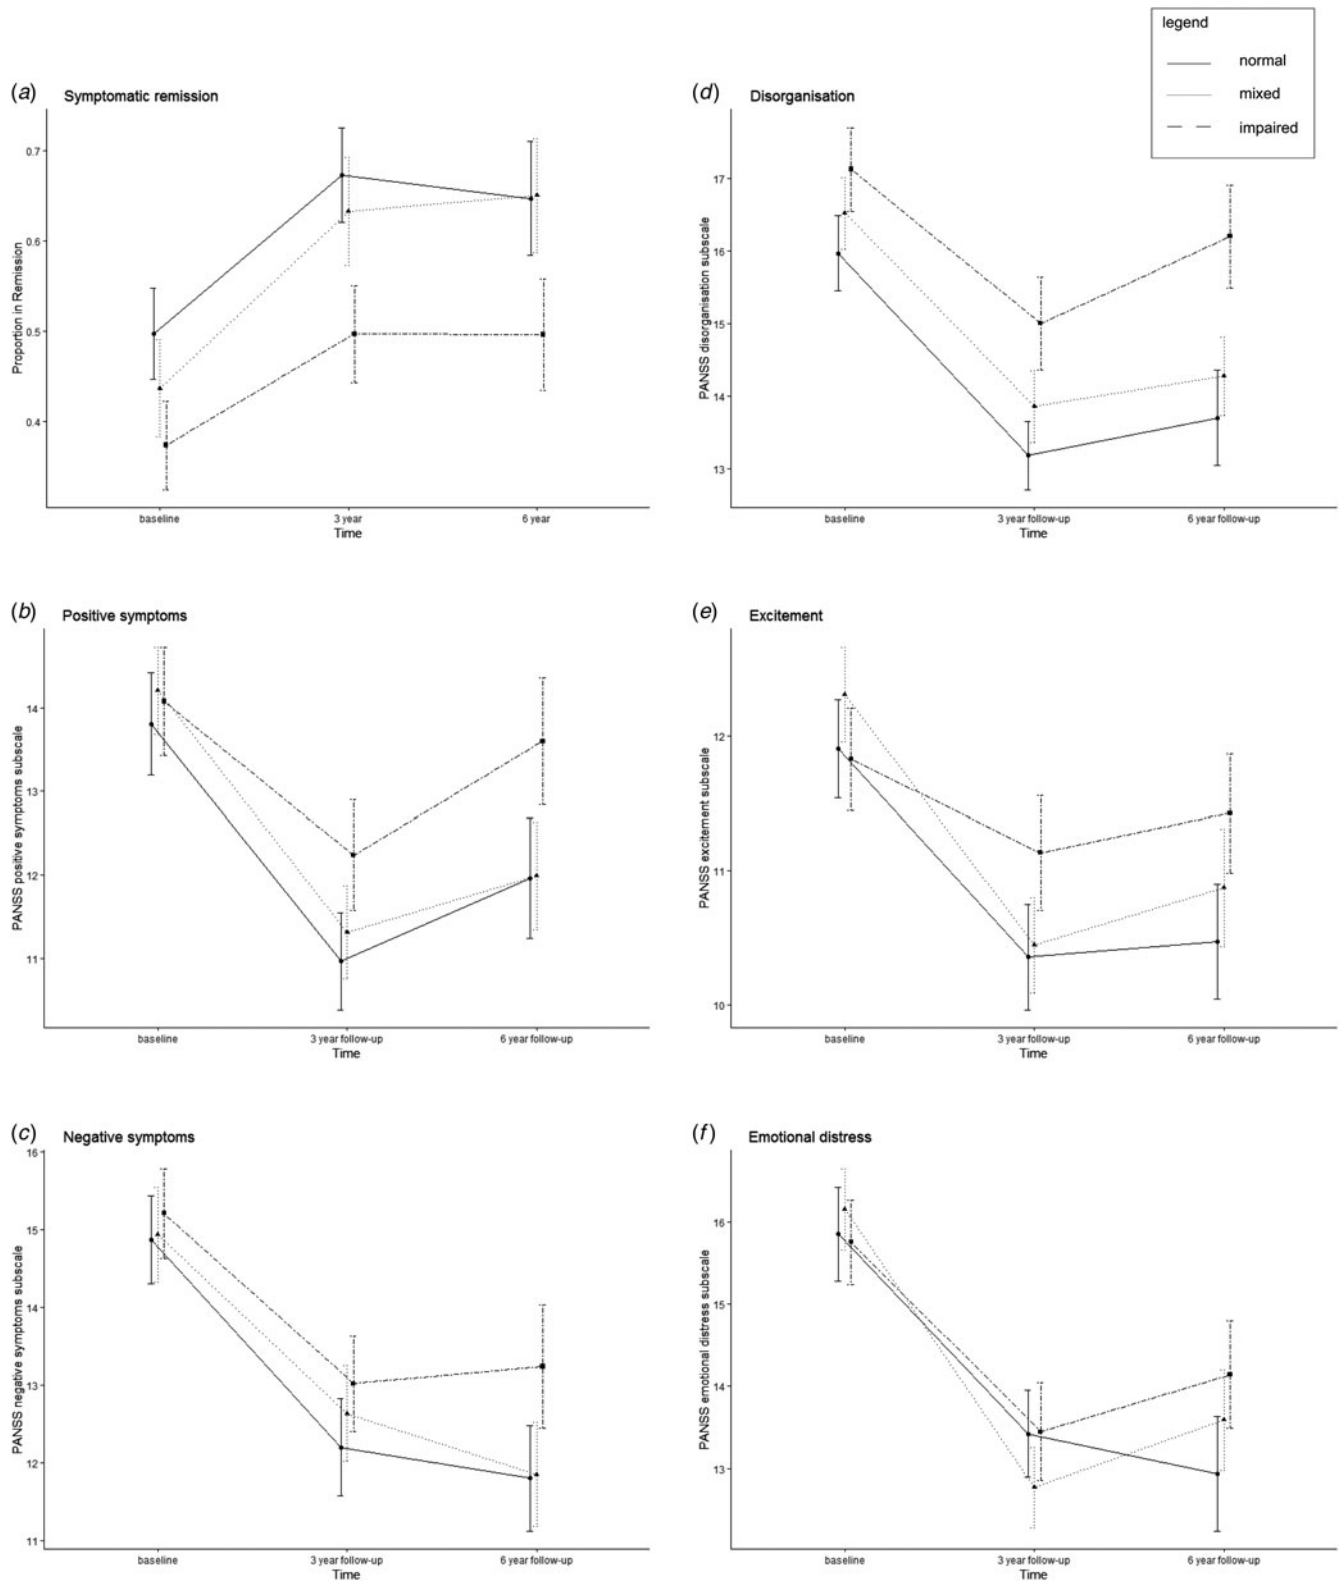 legend
normal
mixed
impaired
(a) Symptomatic remission
Proportion in Remission
0.7
0.6
0.5
0.4
baseline 3 year 6 year
Time
(d) Disorganisation
PANSS disorganisation subscale
17
16
15
14
13
baseline 3 year follow-up 6 year follow-up
Time
(b) Positive symptoms
PANSS positive symptoms subscale
14
13
12
11
baseline 3 year follow-up 6 year follow-up
Time
(e) Excitement
PANSS excitement subscale
12
11
10
baseline 3 year follow-up 6 year follow-up
Time
(c) Negative symptoms
PANSS negative symptoms subscale
16
15
14
13
12
11
baseline 3 year follow-up 6 year follow-up
Time
(f) Emotional distress
PANSS emotional distress subscale
16
15
14
13
baseline 3 year follow-up 6 year follow-up
Time